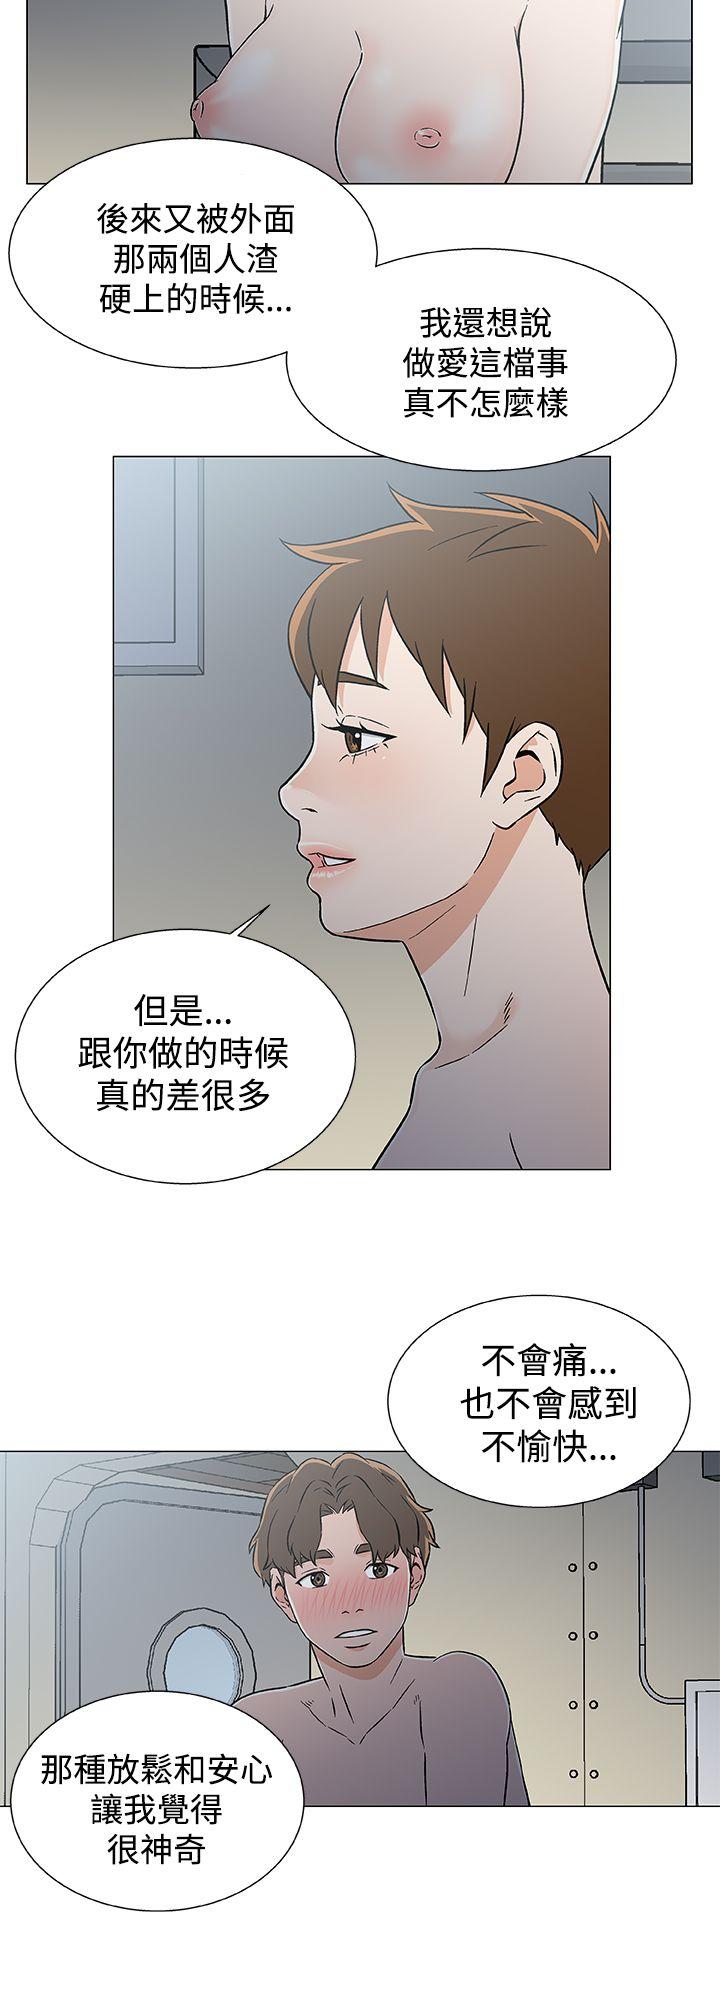 後來又被外面
那兩個人渣
硬上的時候...
我還想說
做愛這檔事
真不怎麼樣
但是...
跟你做的時候
真的差很多
不會痛...
也不會感到
不愉快...
那種放鬆和安心
讓我覺得
很神奇